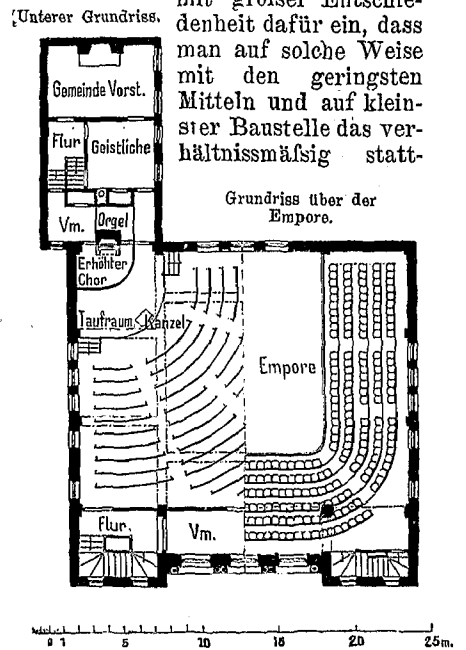 (Unterer Grundriss.
mit großer Entschie-
denheit dafür ein, dass
man auf solche Weise
mit den geringsten
Mitteln und auf klein-
ster Baustelle das ver-
hältnissmäſsig statt-
Grundriss über der
Empore.
Gemeinde Vorst.
Flur
Geistliche
Vm.
Orgel
Erhöhter
Chor
Taufraum
Kanzel
Empore
Flur.
Vm.
0 1 5 10 15 20 25 m.